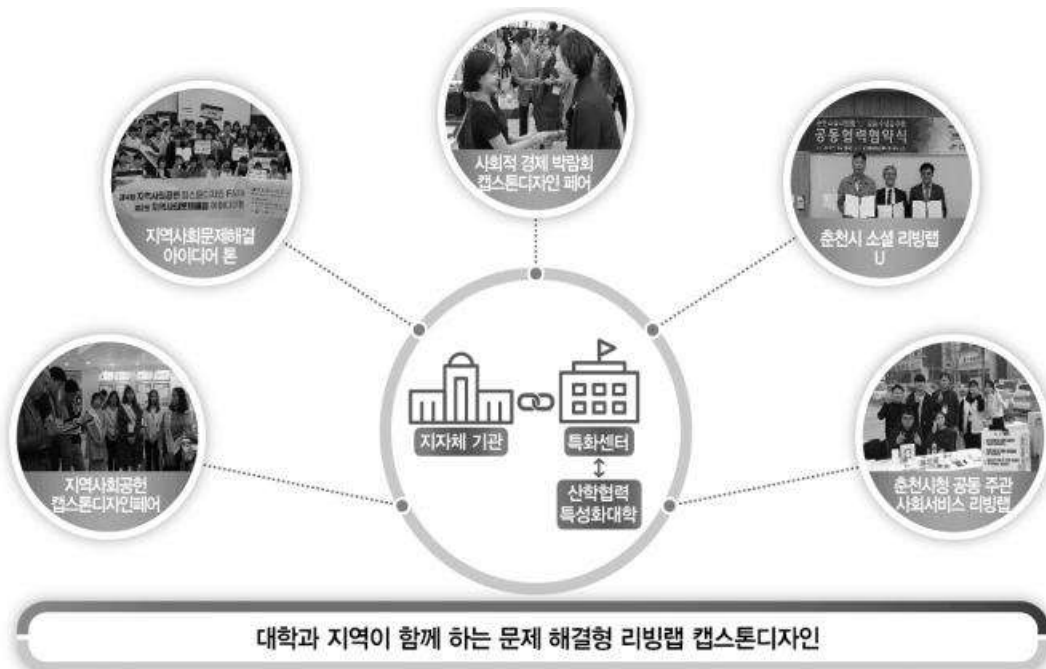 사회적 경제 박람회
캡스톤디자인 페어
지역사회문제해결
아이디어 톤
공동협력협약식
춘천시 소셜 리빙랩
U
지역사회공헌
캡스톤디자인페어
지자체 기관
특화센터
산학협력
특성화대학
춘천시청 공동 주관
사회서비스 리빙랩
대학과 지역이 함께 하는 문제 해결형 리빙랩 캡스톤디자인